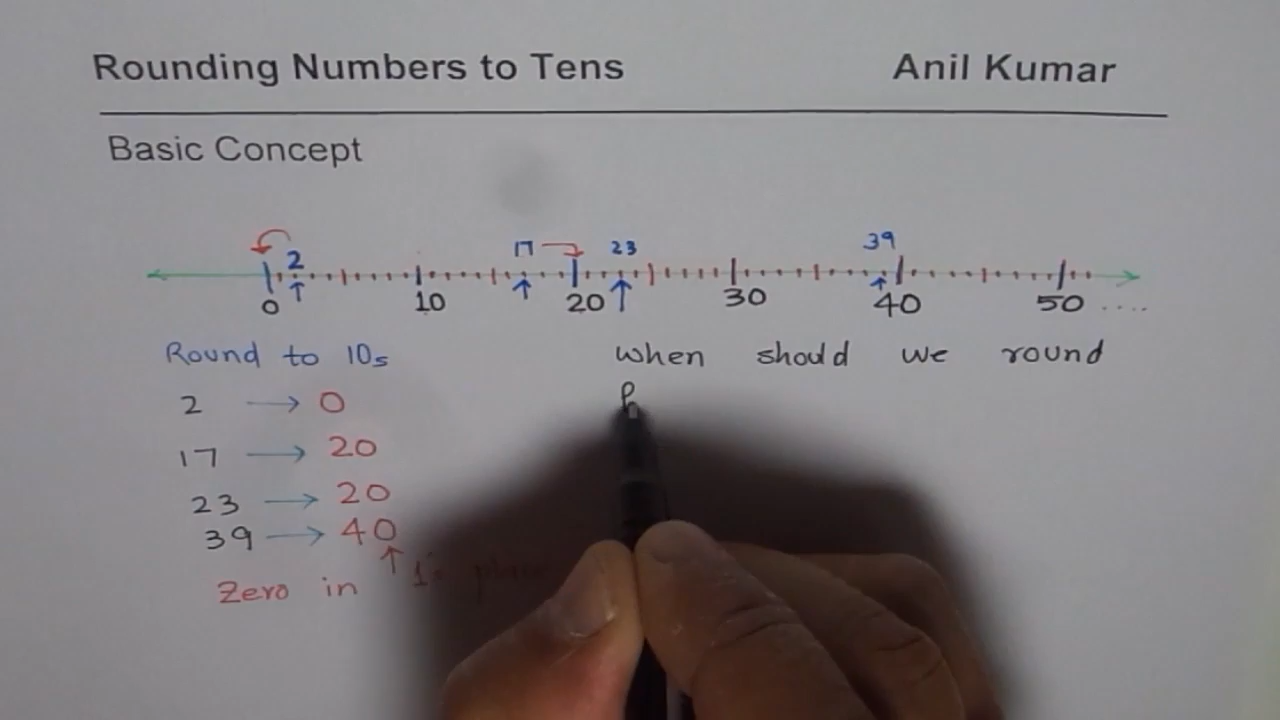 Rounding Numbers to Tens Anil Kumar
Basic Concept
2 17 23 39
0 10 20 30 40 50 ....
Round to 10s
2 → 0
17 → 20
23 → 20
39 → 40
Zero in ↑ 1's
When should we round